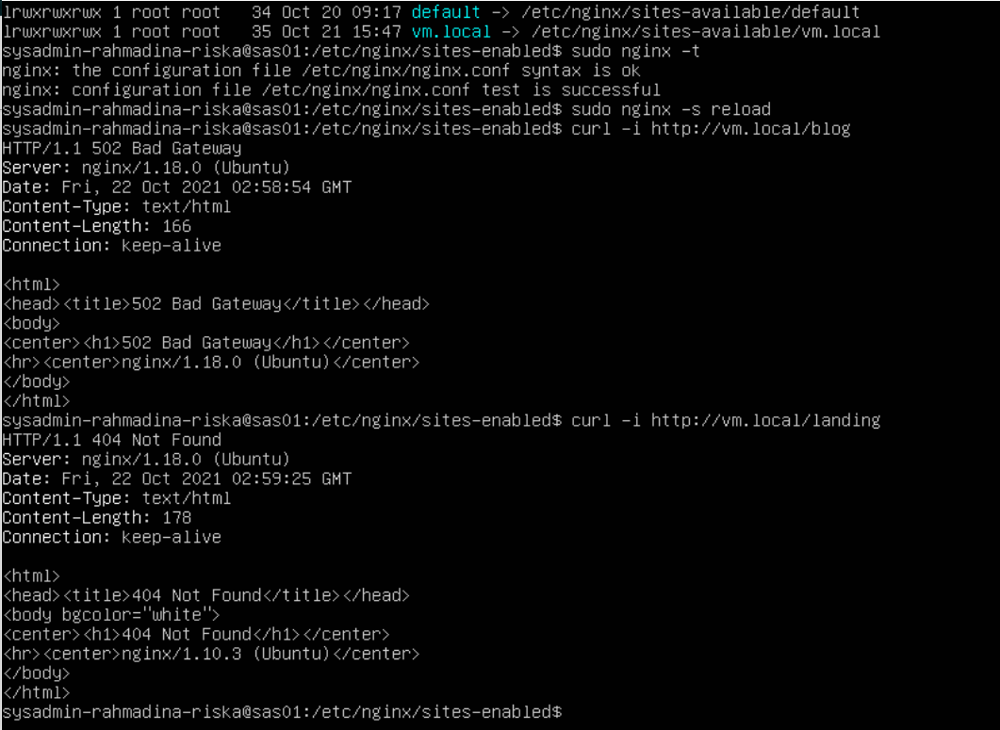 lrwxrwxrwx 1 root root   34 Oct 20 09:17 default -> /etc/nginx/sites-available/default
lrwxrwxrwx 1 root root   35 Oct 21 15:47 vm.local -> /etc/nginx/sites-available/vm.local
sysadmin-rahmadina-riska@sas01:/etc/nginx/sites-enabled$ sudo nginx -t
nginx: the configuration file /etc/nginx/nginx.conf syntax is ok
nginx: configuration file /etc/nginx/nginx.conf test is successful
sysadmin-rahmadina-riska@sas01:/etc/nginx/sites-enabled$ sudo nginx -s reload
sysadmin-rahmadina-riska@sas01:/etc/nginx/sites-enabled$ curl -i http://vm.local/blog
HTTP/1.1 502 Bad Gateway
Server: nginx/1.18.0 (Ubuntu)
Date: Fri, 22 Oct 2021 02:58:54 GMT
Content-Type: text/html
Content-Length: 166
Connection: keep-alive

<html>
<head><title>502 Bad Gateway</title></head>
<body>
<center><h1>502 Bad Gateway</h1></center>
<hr><center>nginx/1.18.0 (Ubuntu)</center>
</body>
</html>
sysadmin-rahmadina-riska@sas01:/etc/nginx/sites-enabled$ curl -i http://vm.local/landing
HTTP/1.1 404 Not Found
Server: nginx/1.18.0 (Ubuntu)
Date: Fri, 22 Oct 2021 02:59:25 GMT
Content-Type: text/html
Content-Length: 178
Connection: keep-alive

<html>
<head><title>404 Not Found</title></head>
<body bgcolor="white">
<center><h1>404 Not Found</h1></center>
<hr><center>nginx/1.10.3 (Ubuntu)</center>
</body>
</html>
sysadmin-rahmadina-riska@sas01:/etc/nginx/sites-enabled$